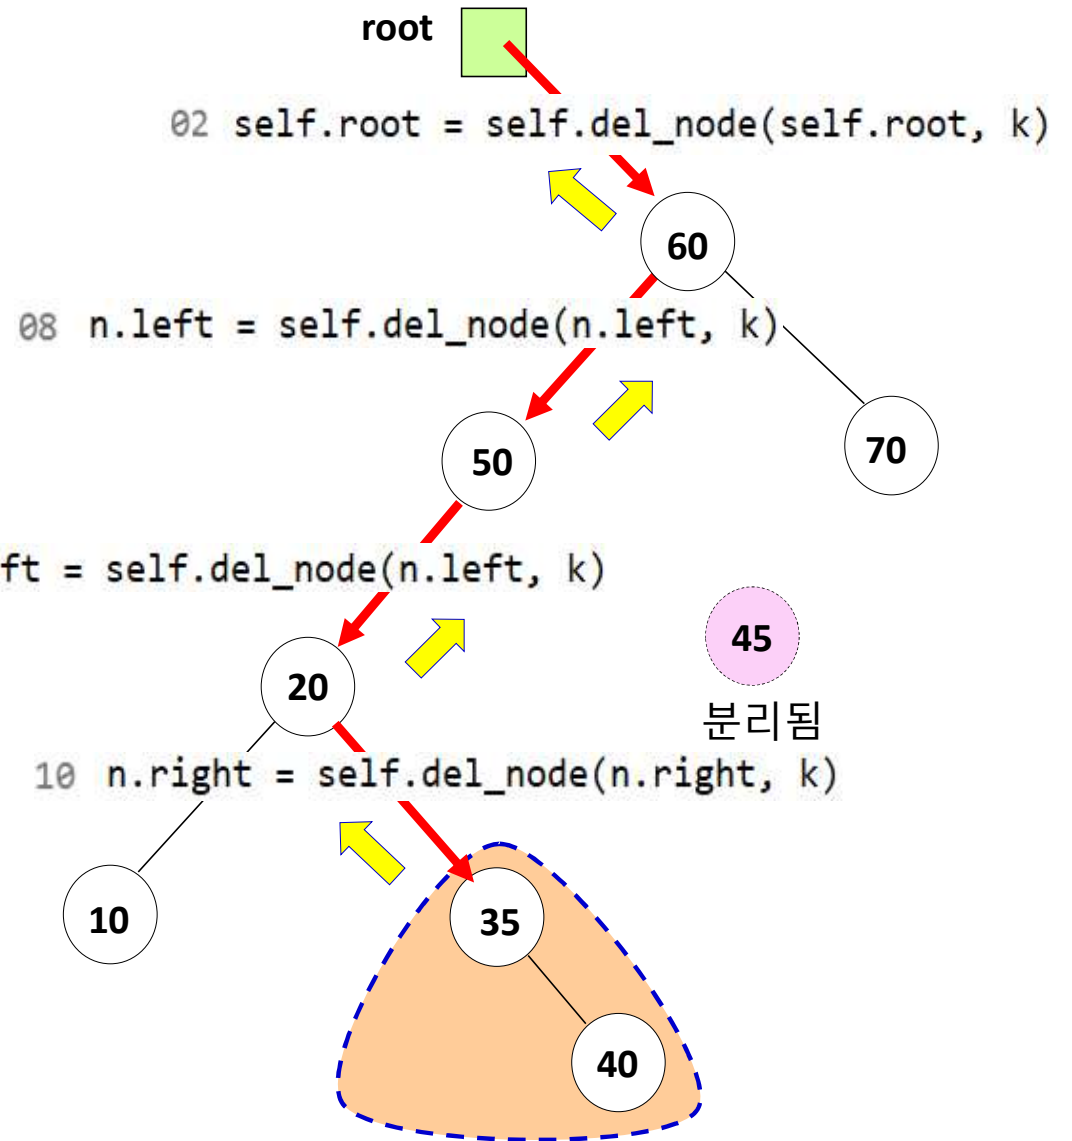 root
02 self.root = self.del_node(self.root, k)
60
08 n.left = self.del_node(n.left, k)
50
70
ft = self.del_node(n.left, k)
45
분리됨
20
10 n.right = self.del_node(n.right, k)
10
35
40